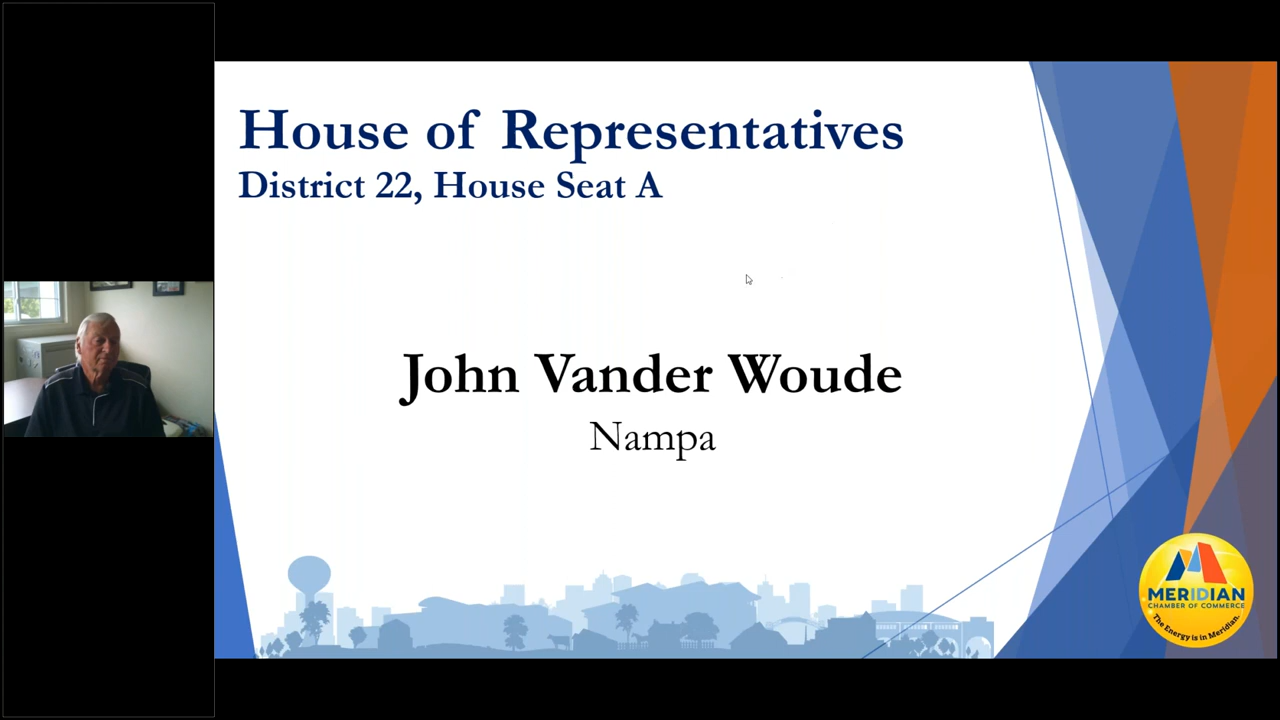 House of Representatives
District 22, House Seat A
John Vander Woude
Nampa
MERIDIAN
CHAMBER OF COMMERCE
The Energy is in Meridian.